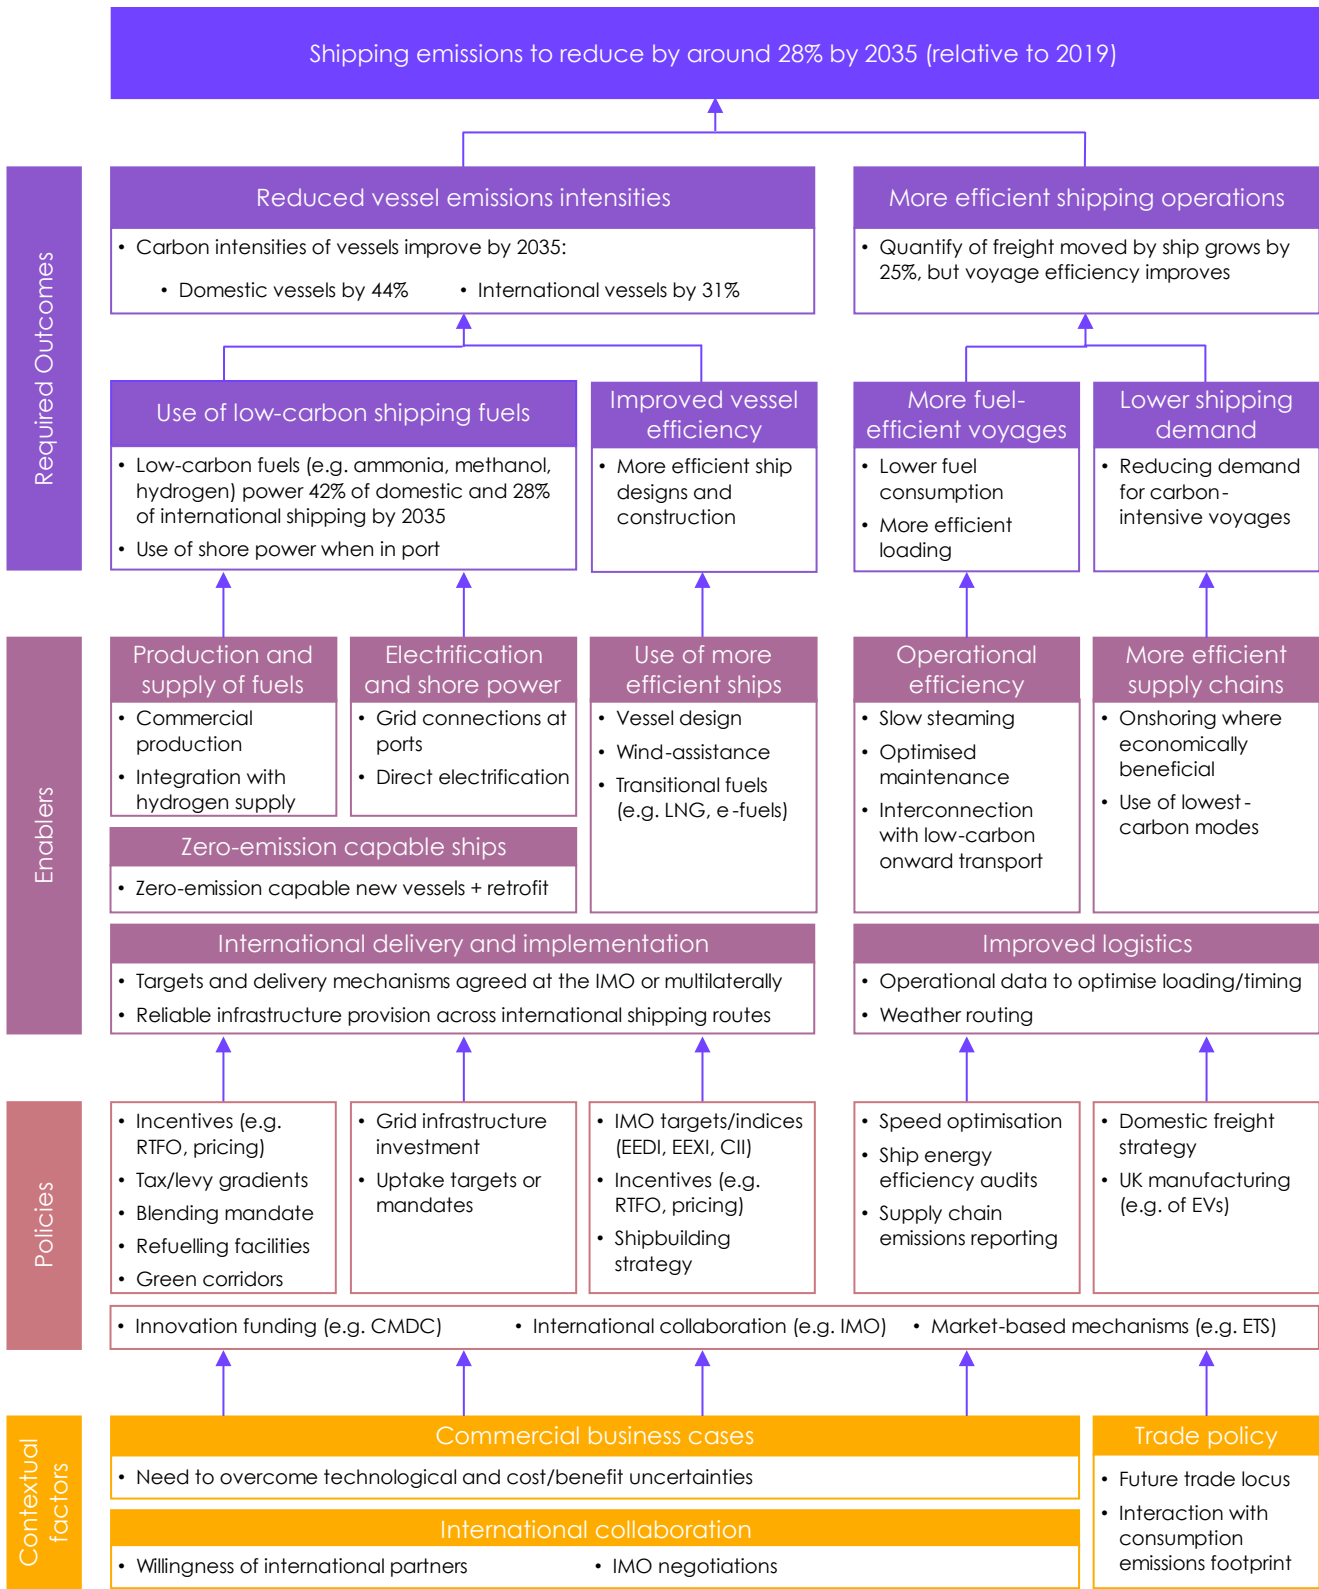 Shipping emissions to reduce by around 28% by 2035 (relative to 2019)
Required Outcomes
Reduced vessel emissions intensities
• Carbon intensities of vessels improve by 2035:
• Domestic vessels by 44%
• International vessels by 31%
More efficient shipping operations
• Quantify of freight moved by ship grows by
25%, but voyage efficiency improves
Use of low-carbon shipping fuels
• Low-carbon fuels (e.g. ammonia, methanol,
hydrogen) power 42% of domestic and 28%
of international shipping by 2035
• Use of shore power when in port
Improved vessel
efficiency
• More efficient ship
designs and
construction
More fuel-
efficient voyages
• Lower fuel
consumption
• More efficient
loading
Lower shipping
demand
• Reducing demand
for carbon-
intensive voyages
Enablers
Production and
supply of fuels
• Commercial
production
• Integration with
hydrogen supply
Electrification
and shore power
• Grid connections at
ports
• Direct electrification
Use of more
efficient ships
• Vessel design
• Wind-assistance
• Transitional fuels
(e.g. LNG, e-fuels)
Operational
efficiency
• Slow steaming
• Optimised
maintenance
• Interconnection
with low-carbon
onward transport
More efficient
supply chains
• Onshoring where
economically
beneficial
• Use of lowest-
carbon modes
Zero-emission capable ships
• Zero-emission capable new vessels + retrofit
International delivery and implementation
• Targets and delivery mechanisms agreed at the IMO or multilaterally
• Reliable infrastructure provision across international shipping routes
Improved logistics
• Operational data to optimise loading/timing
• Weather routing
Policies
• Incentives (e.g.
RTFO, pricing)
• Tax/levy gradients
• Blending mandate
• Refuelling facilities
• Green corridors
• Grid infrastructure
investment
• Uptake targets or
mandates
• IMO targets/indices
(EEDI, EEXI, CII)
• Incentives (e.g.
RTFO, pricing)
• Shipbuilding
strategy
• Speed optimisation
• Ship energy
efficiency audits
• Supply chain
emissions reporting
• Domestic freight
strategy
• UK manufacturing
(e.g. of EVs)
• Innovation funding (e.g. CMDC)
• International collaboration (e.g. IMO)
• Market-based mechanisms (e.g. ETS)
Contextual
factors
Commercial business cases
• Need to overcome technological and cost/benefit uncertainties
International collaboration
• Willingness of international partners
• IMO negotiations
Trade policy
• Future trade locus
• Interaction with
consumption
emissions footprint